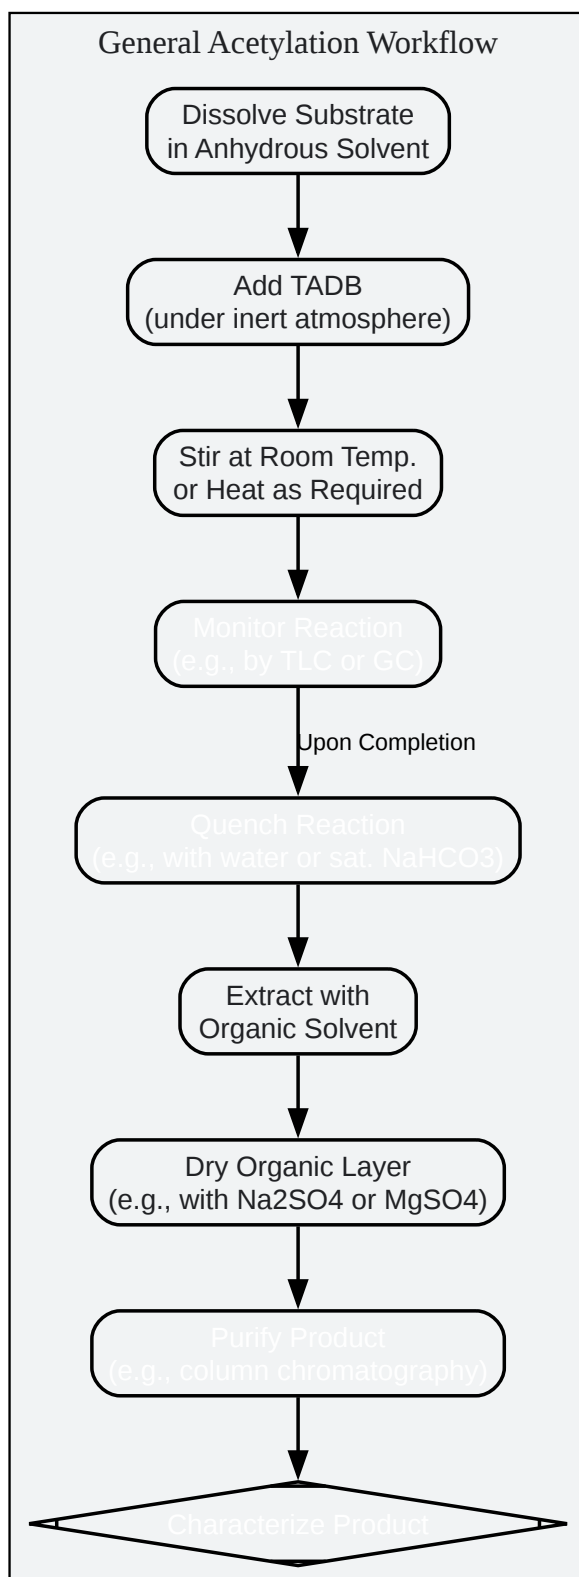 General Acetylation Workflow
Dissolve Substrate
in Anhydrous Solvent
Add TADB
(under inert atmosphere)
Stir at Room Temp.
or Heat as Required
Monitor Reaction
(e.g., by TLC or GC)
Upon Completion
Quench Reaction
(e.g., with water or sat. NaHCO3)
Extract with
Organic Solvent
Dry Organic Layer
(e.g., with Na2SO4 or MgSO4)
Purify Product
(e.g., column chromatography)
Characterize Product